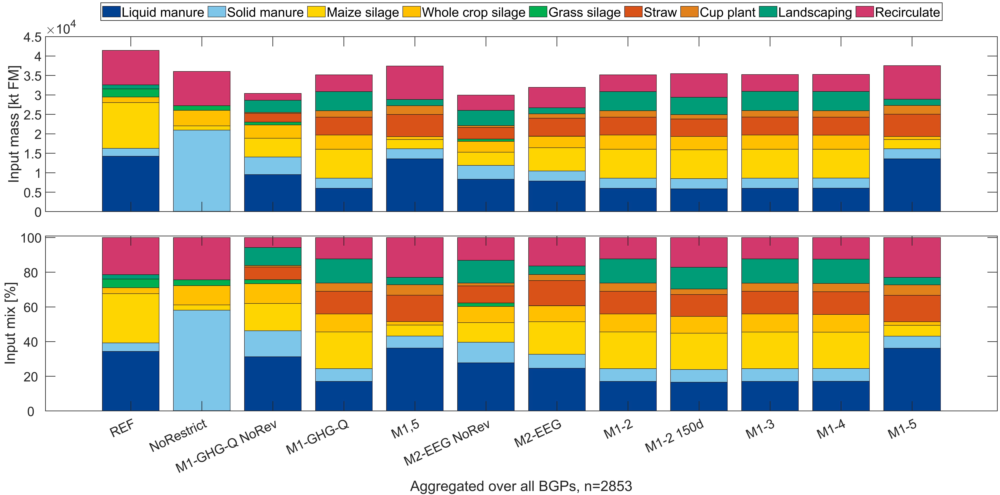 Liquid manure Solid manure Maize silage Whole crop silage Grass silage Straw Cup plant Landscaping Recirculate
×10⁴
4.5
4
3.5
3
2.5
2
1.5
1
0.5
0
Input mass [kt FM]
100
80
60
40
20
0
Input mix [%]
REF
NoRestrict
M1-GHG-Q NoRev
M1-GHG-Q
M1,5
M2-EEG NoRev
M2-EEG
M1-2
M1-2 150d
M1-3
M1-4
M1-5
Aggregated over all BGPs, n=2853